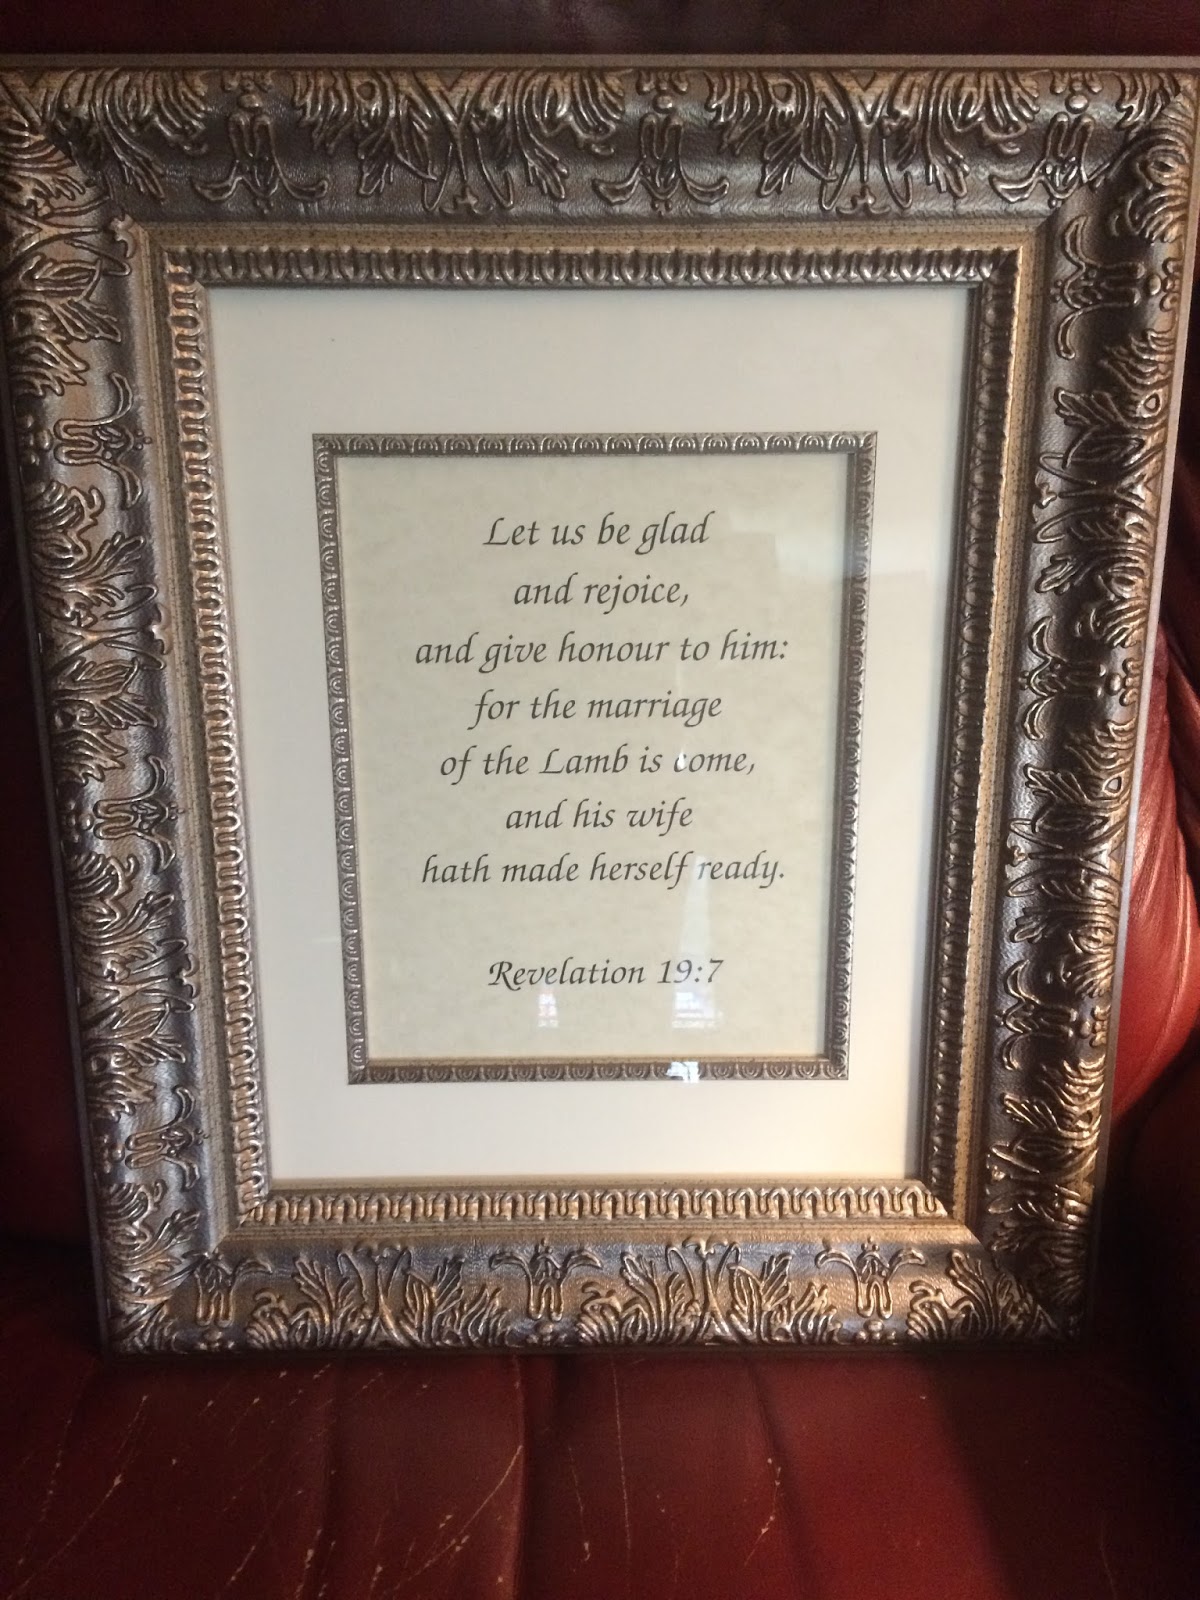 Let us be glad
and rejoice,
and give honour to him:
for the marriage
of the Lamb is come,
and his wife
hath made herself ready.
Revelation 19:7